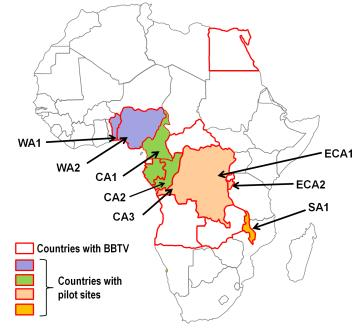 WA1
WA2
CA1
CA2
CA3
ECA1
ECA2
SA1
Countries with BBTV
Countries with
pilot sites